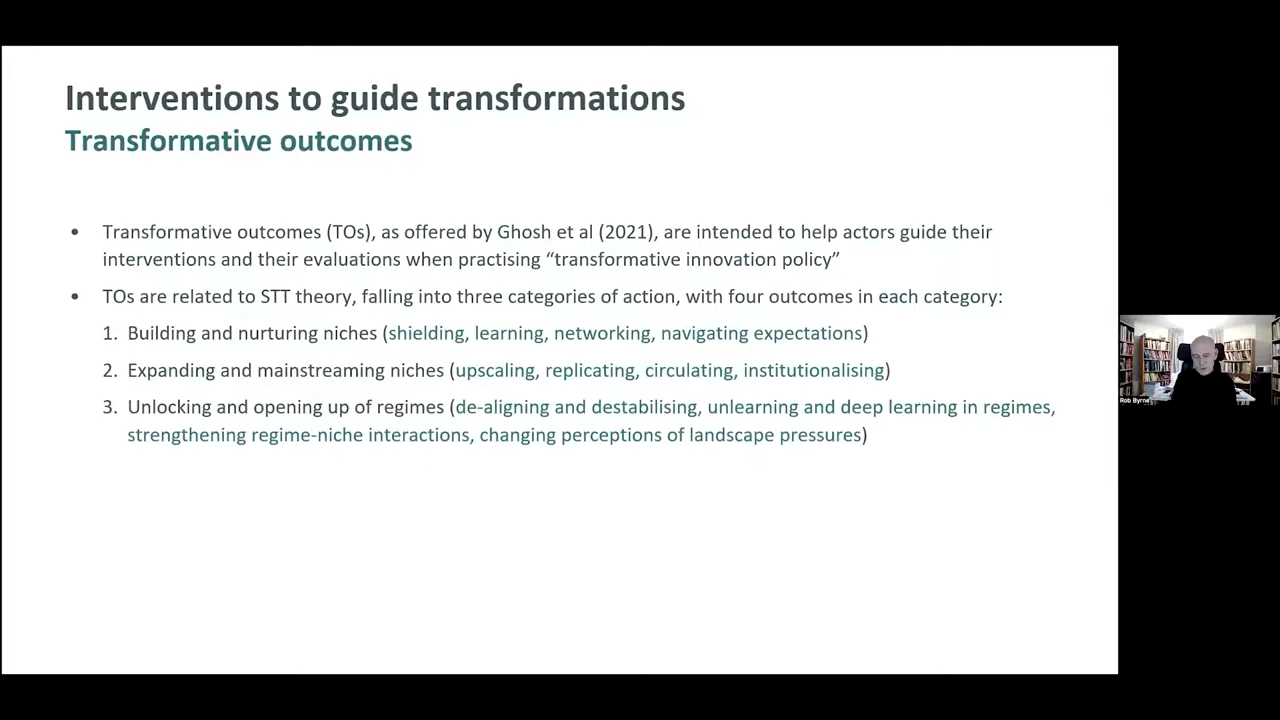 Interventions to guide transformations
Transformative outcomes
• Transformative outcomes (TOs), as offered by Ghosh et al (2021), are intended to help actors guide their
interventions and their evaluations when practising “transformative innovation policy”
• TOs are related to STT theory, falling into three categories of action, with four outcomes in each category:
1. Building and nurturing niches (shielding, learning, networking, navigating expectations)
2. Expanding and mainstreaming niches (upscaling, replicating, circulating, institutionalising)
3. Unlocking and opening up of regimes (de-aligning and destabilising, unlearning and deep learning in regimes,
strengthening regime-niche interactions, changing perceptions of landscape pressures)
Rob Byrne